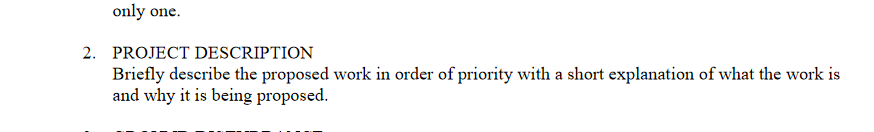 only one.
2. PROJECT DESCRIPTION
Briefly describe the proposed work in order of priority with a short explanation of what the work is
and why it is being proposed.